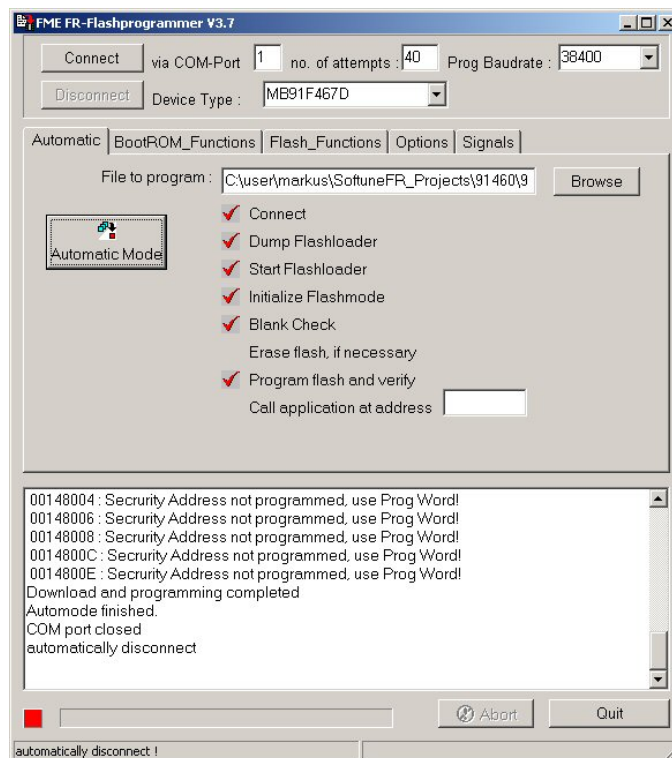 FME FR-Flashprogrammer V3.7
Connect via COM-Port 1 no. of attempts : 40 Prog Baudrate : 38400
Disconnect Device Type : MB91F467D
Automatic BootROM_Functions Flash_Functions Options Signals
File to program : C:\user\markus\SoftuneFR_Projects\91460\9 Browse
Automatic Mode
Connect
Dump Flashloader
Start Flashloader
Initialize Flashmode
Blank Check
Erase flash, if necessary
Program flash and verify
Call application at address
00148004 : Secrurity Address not programmed, use Prog Word!
00148006 : Secrurity Address not programmed, use Prog Word!
00148008 : Secrurity Address not programmed, use Prog Word!
0014800C : Secrurity Address not programmed, use Prog Word!
0014800E : Secrurity Address not programmed, use Prog Word!
Download and programming completed
Automode finished.
COM port closed
automatically disconnect
Abort Quit
automatically disconnect !